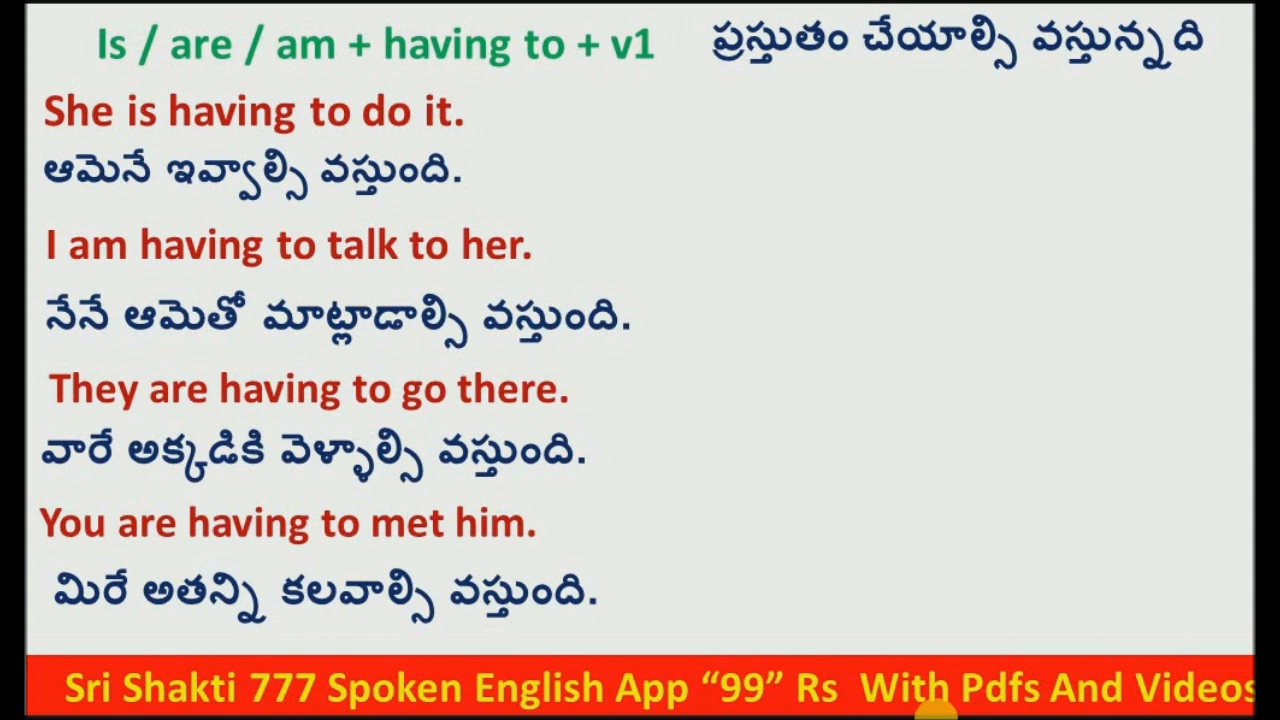 Is / are / am + having to + v1 ప్రస్తుతం చేయాల్సి వస్తున్నది
She is having to do it.
ఆమెనే ఇవ్వాల్సి వస్తుంది.
I am having to talk to her.
నేనే ఆమెతో మాట్లాడాల్సి వస్తుంది.
They are having to go there.
వారే అక్కడికి వెళ్ళాల్సి వస్తుంది.
You are having to met him.
మిరే అతన్ని కలవాల్సి వస్తుంది.
Sri Shakti 777 Spoken English App “99” Rs With Pdfs And Videos